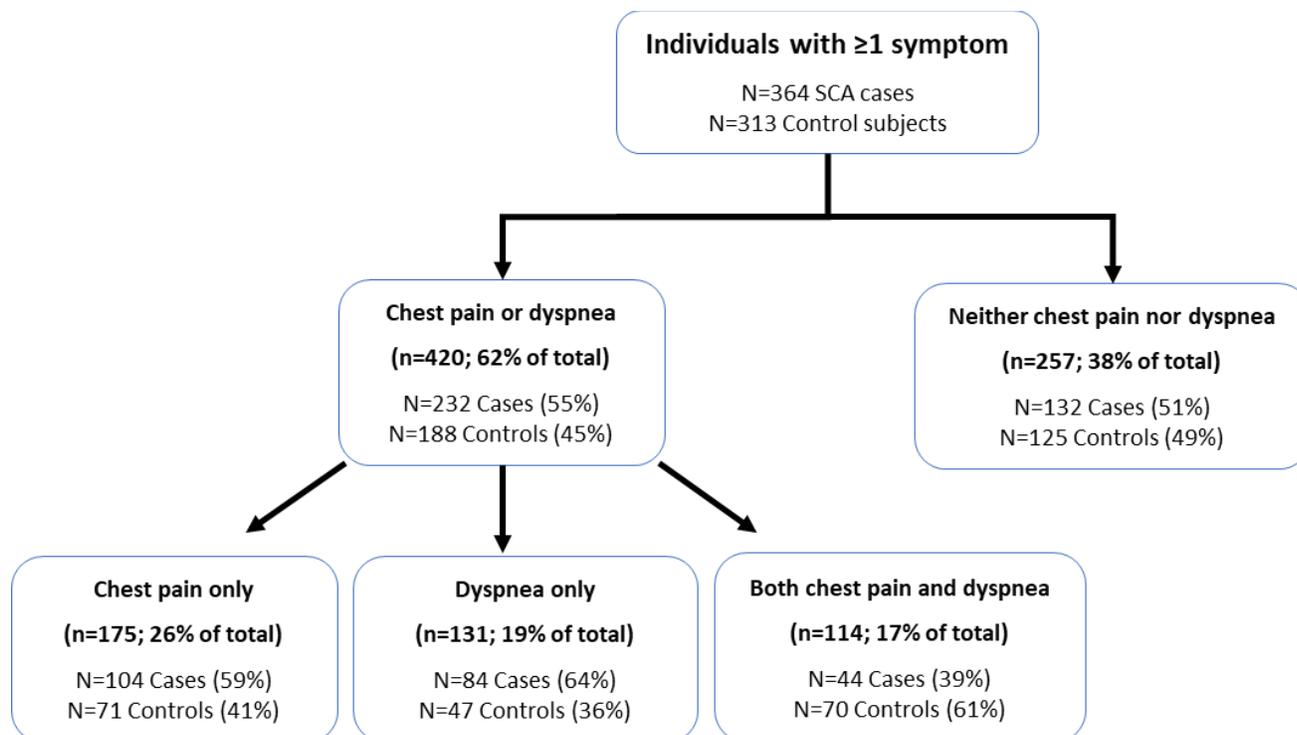 Individuals with ≥1 symptom
N=364 SCA cases
N=313 Control subjects
Chest pain or dyspnea
(n=420; 62% of total)
N=232 Cases (55%)
N=188 Controls (45%)
Neither chest pain nor dyspnea
(n=257; 38% of total)
N=132 Cases (51%)
N=125 Controls (49%)
Chest pain only
(n=175; 26% of total)
N=104 Cases (59%)
N=71 Controls (41%)
Dyspnea only
(n=131; 19% of total)
N=84 Cases (64%)
N=47 Controls (36%)
Both chest pain and dyspnea
(n=114; 17% of total)
N=44 Cases (39%)
N=70 Controls (61%)